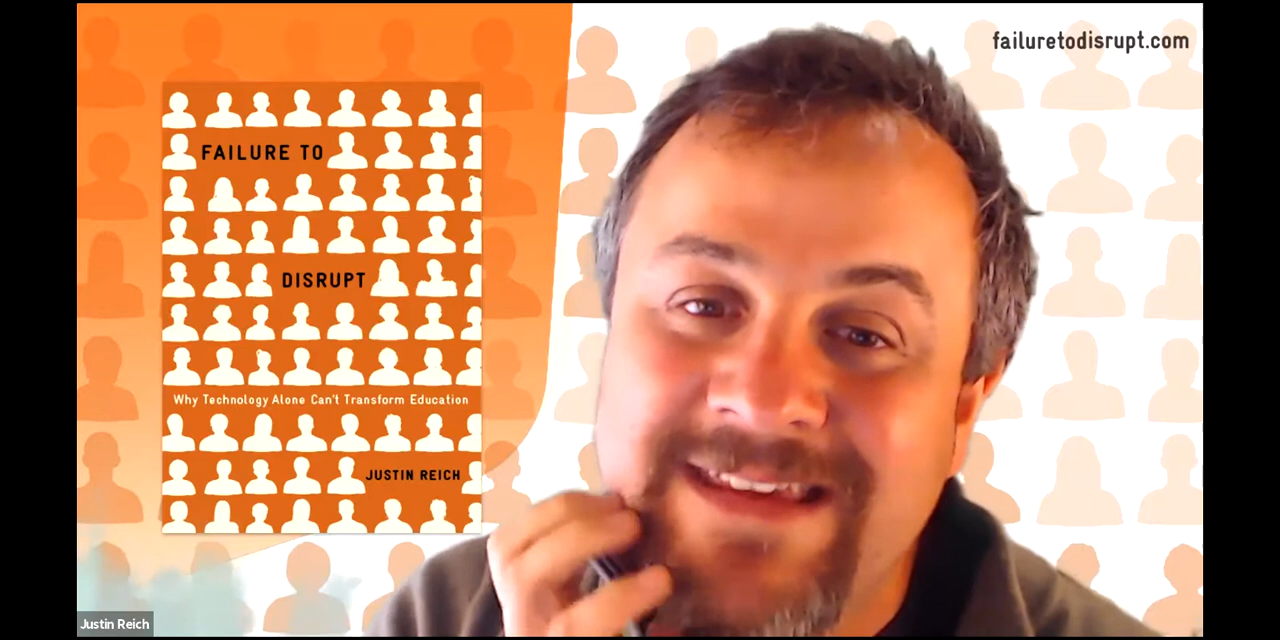 failuretodisrupt.com
FAILURE TO
DISRUPT
Why Technology Alone Can't Transform Education
JUSTIN REICH
Justin Reich